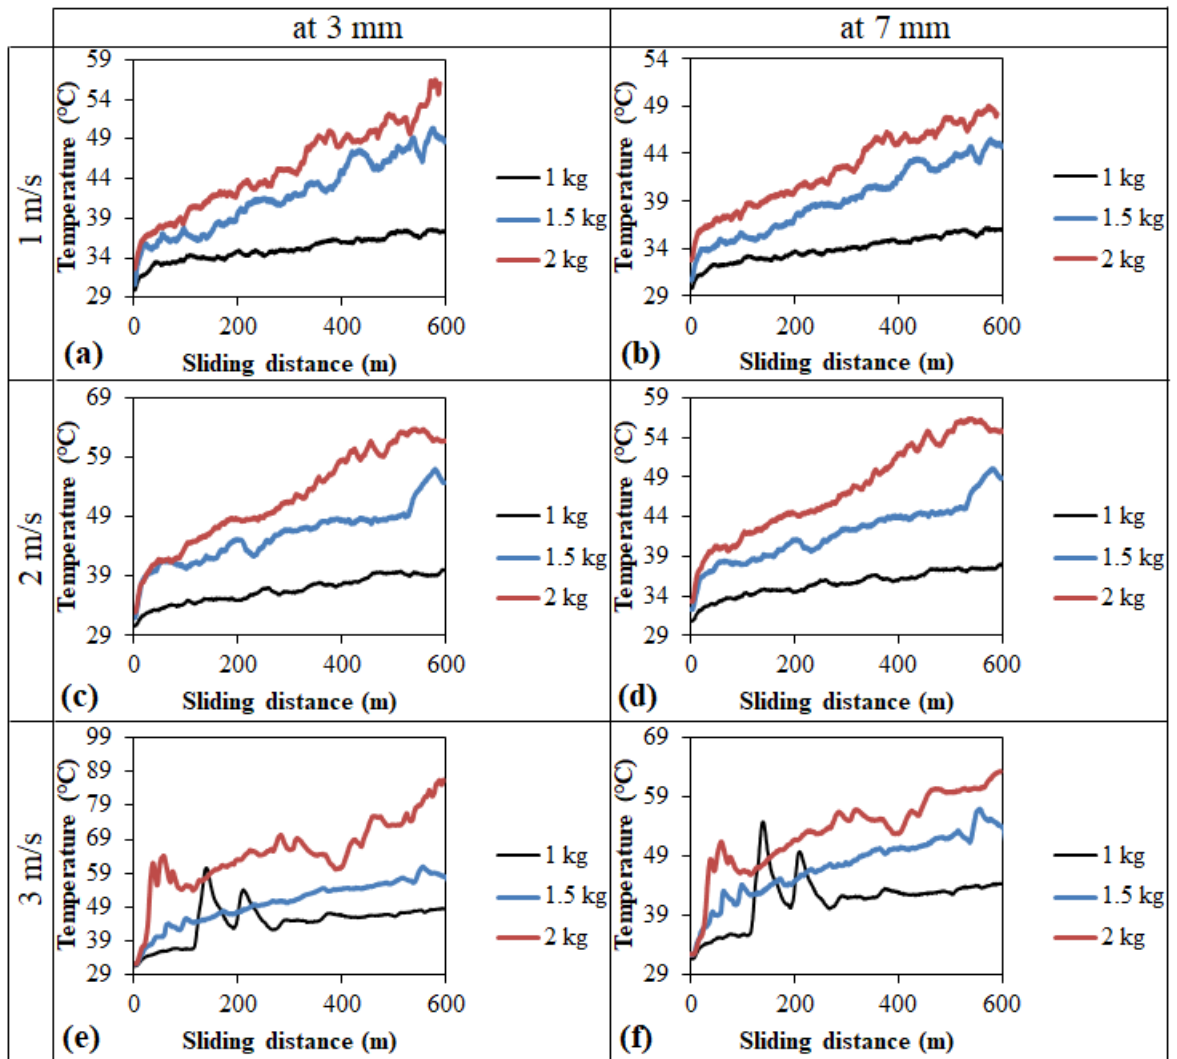 at 3 mm
at 7 mm
1 m/s
Temperature (°C)
59
54
49
44
39
34
29
0
200
400
600
Sliding distance (m)
1 kg
1.5 kg
2 kg
(a)
Temperature (°C)
54
49
44
39
34
29
0
200
400
600
Sliding distance (m)
1 kg
1.5 kg
2 kg
(b)
2 m/s
Temperature (°C)
69
59
49
39
29
0
200
400
600
Sliding distance (m)
1 kg
1.5 kg
2 kg
(c)
Temperature (°C)
59
54
49
44
39
34
29
0
200
400
600
Sliding distance (m)
1 kg
1.5 kg
2 kg
(d)
3 m/s
Temperature (°C)
99
89
79
69
59
49
39
29
0
200
400
600
Sliding distance (m)
1 kg
1.5 kg
2 kg
(e)
Temperature (°C)
69
59
49
39
29
0
200
400
600
Sliding distance (m)
1 kg
1.5 kg
2 kg
(f)